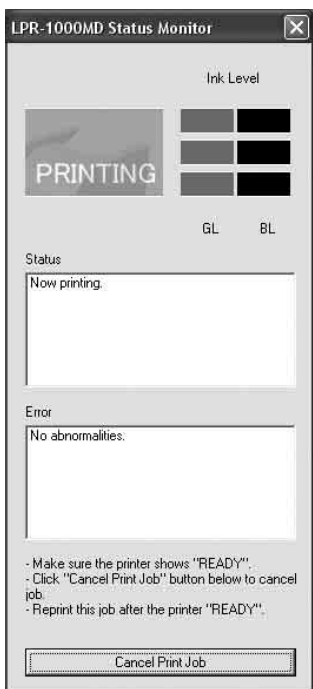 LPR-1000MD Status Monitor
Ink Level
PRINTING
GL BL
Status
Now printing.
Error
No abnormalities.
- Make sure the printer shows "READY".
- Click "Cancel Print Job" button below to cancel
job.
- Reprint this job after the printer "READY".
Cancel Print Job